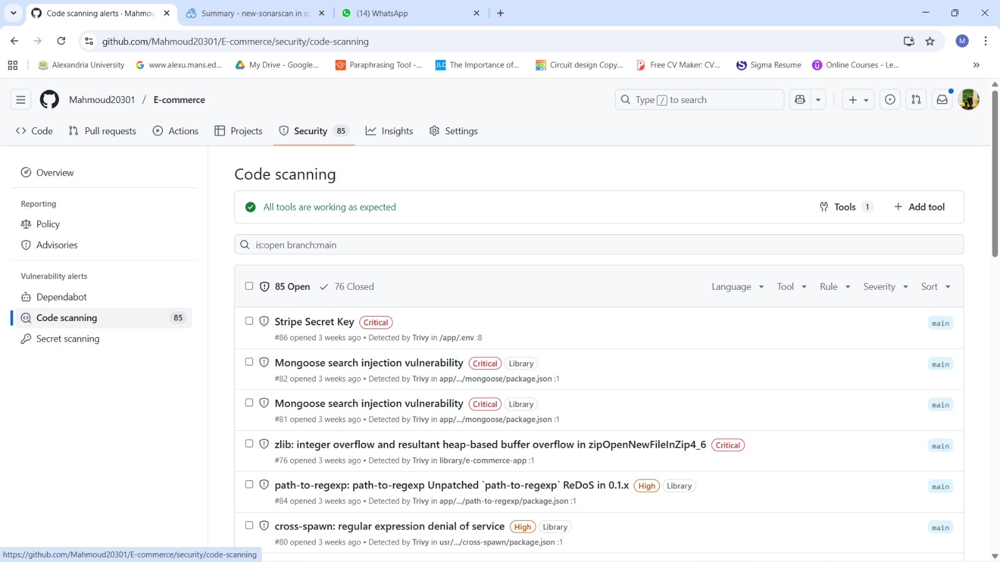 Code scanning alerts · Mahmou
Summary - new-sonarscan in sc
(14) WhatsApp
github.com/Mahmoud20301/E-commerce/security/code-scanning
M
Alexandria University
www.alexu.mans.ed...
My Drive - Google...
Paraphrasing Tool -...
JLC
The Importance of...
Circuit design Copy...
Free CV Maker: CV...
Sigma Resume
Online Courses - Le...
Mahmoud20301 / E-commerce
Type / to search
Code
Pull requests
Actions
Projects
Security 85
Insights
Settings
Overview
Reporting
Policy
Advisories
Vulnerability alerts
Dependabot
Code scanning 85
Secret scanning
Code scanning
All tools are working as expected
Tools 1
Add tool
is:open branch:main
85 Open
76 Closed
Language
Tool
Rule
Severity
Sort
Stripe Secret Key Critical
main
#86 opened 3 weeks ago • Detected by Trivy in /app/.env :8
Mongoose search injection vulnerability Critical Library
main
#82 opened 3 weeks ago • Detected by Trivy in app/.../mongoose/package.json :1
Mongoose search injection vulnerability Critical Library
main
#81 opened 3 weeks ago • Detected by Trivy in app/.../mongoose/package.json :1
zlib: integer overflow and resultant heap-based buffer overflow in zipOpenNewFileInZip4_6 Critical
main
#76 opened 3 weeks ago • Detected by Trivy in library/e-commerce-app :1
path-to-regexp: path-to-regexp Unpatched `path-to-regexp` ReDoS in 0.1.x High Library
main
#84 opened 3 weeks ago • Detected by Trivy in app/.../path-to-regexp/package.json :1
cross-spawn: regular expression denial of service High Library
main
#80 opened 3 weeks ago • Detected by Trivy in usr/.../cross-spawn/package.json :1
https://github.com/Mahmoud20301/E-commerce/security/code-scanning